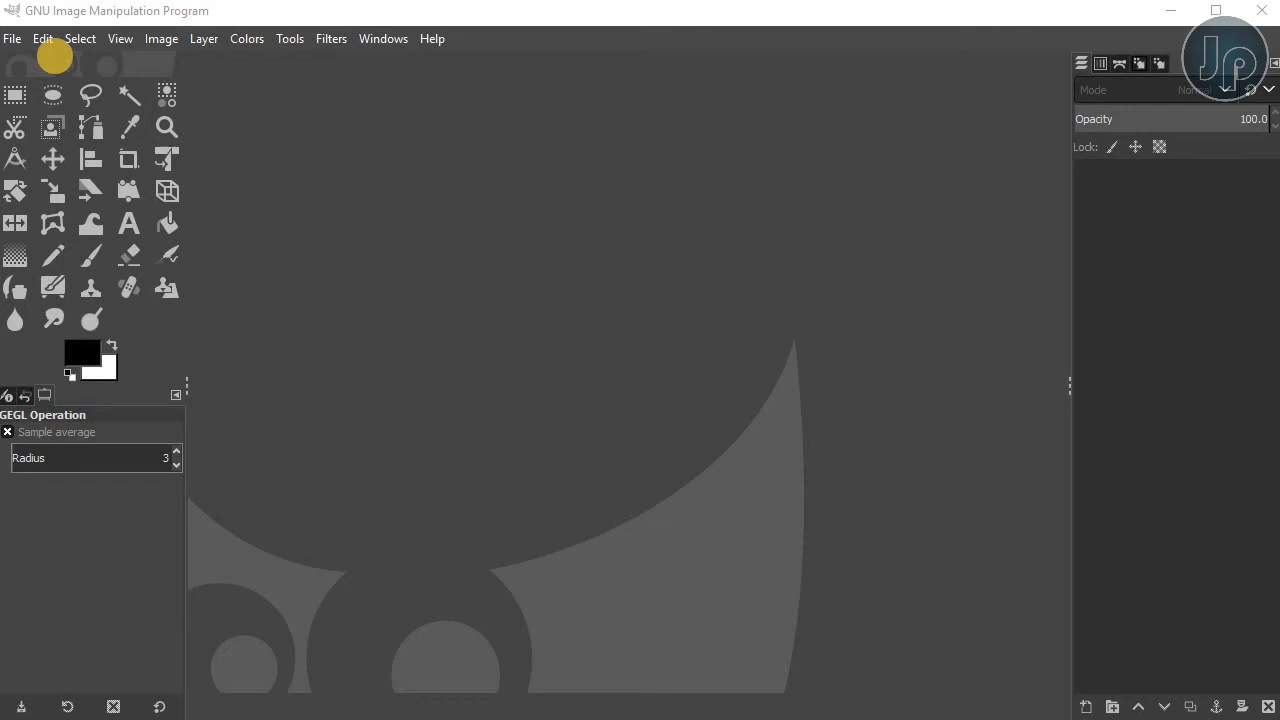 GNU Image Manipulation Program
File Edit Select View Image Layer Colors Tools Filters Windows Help
Jp
Mode Normal
Opacity 100.0
Lock:
GEGL Operation
Sample average
Radius 3